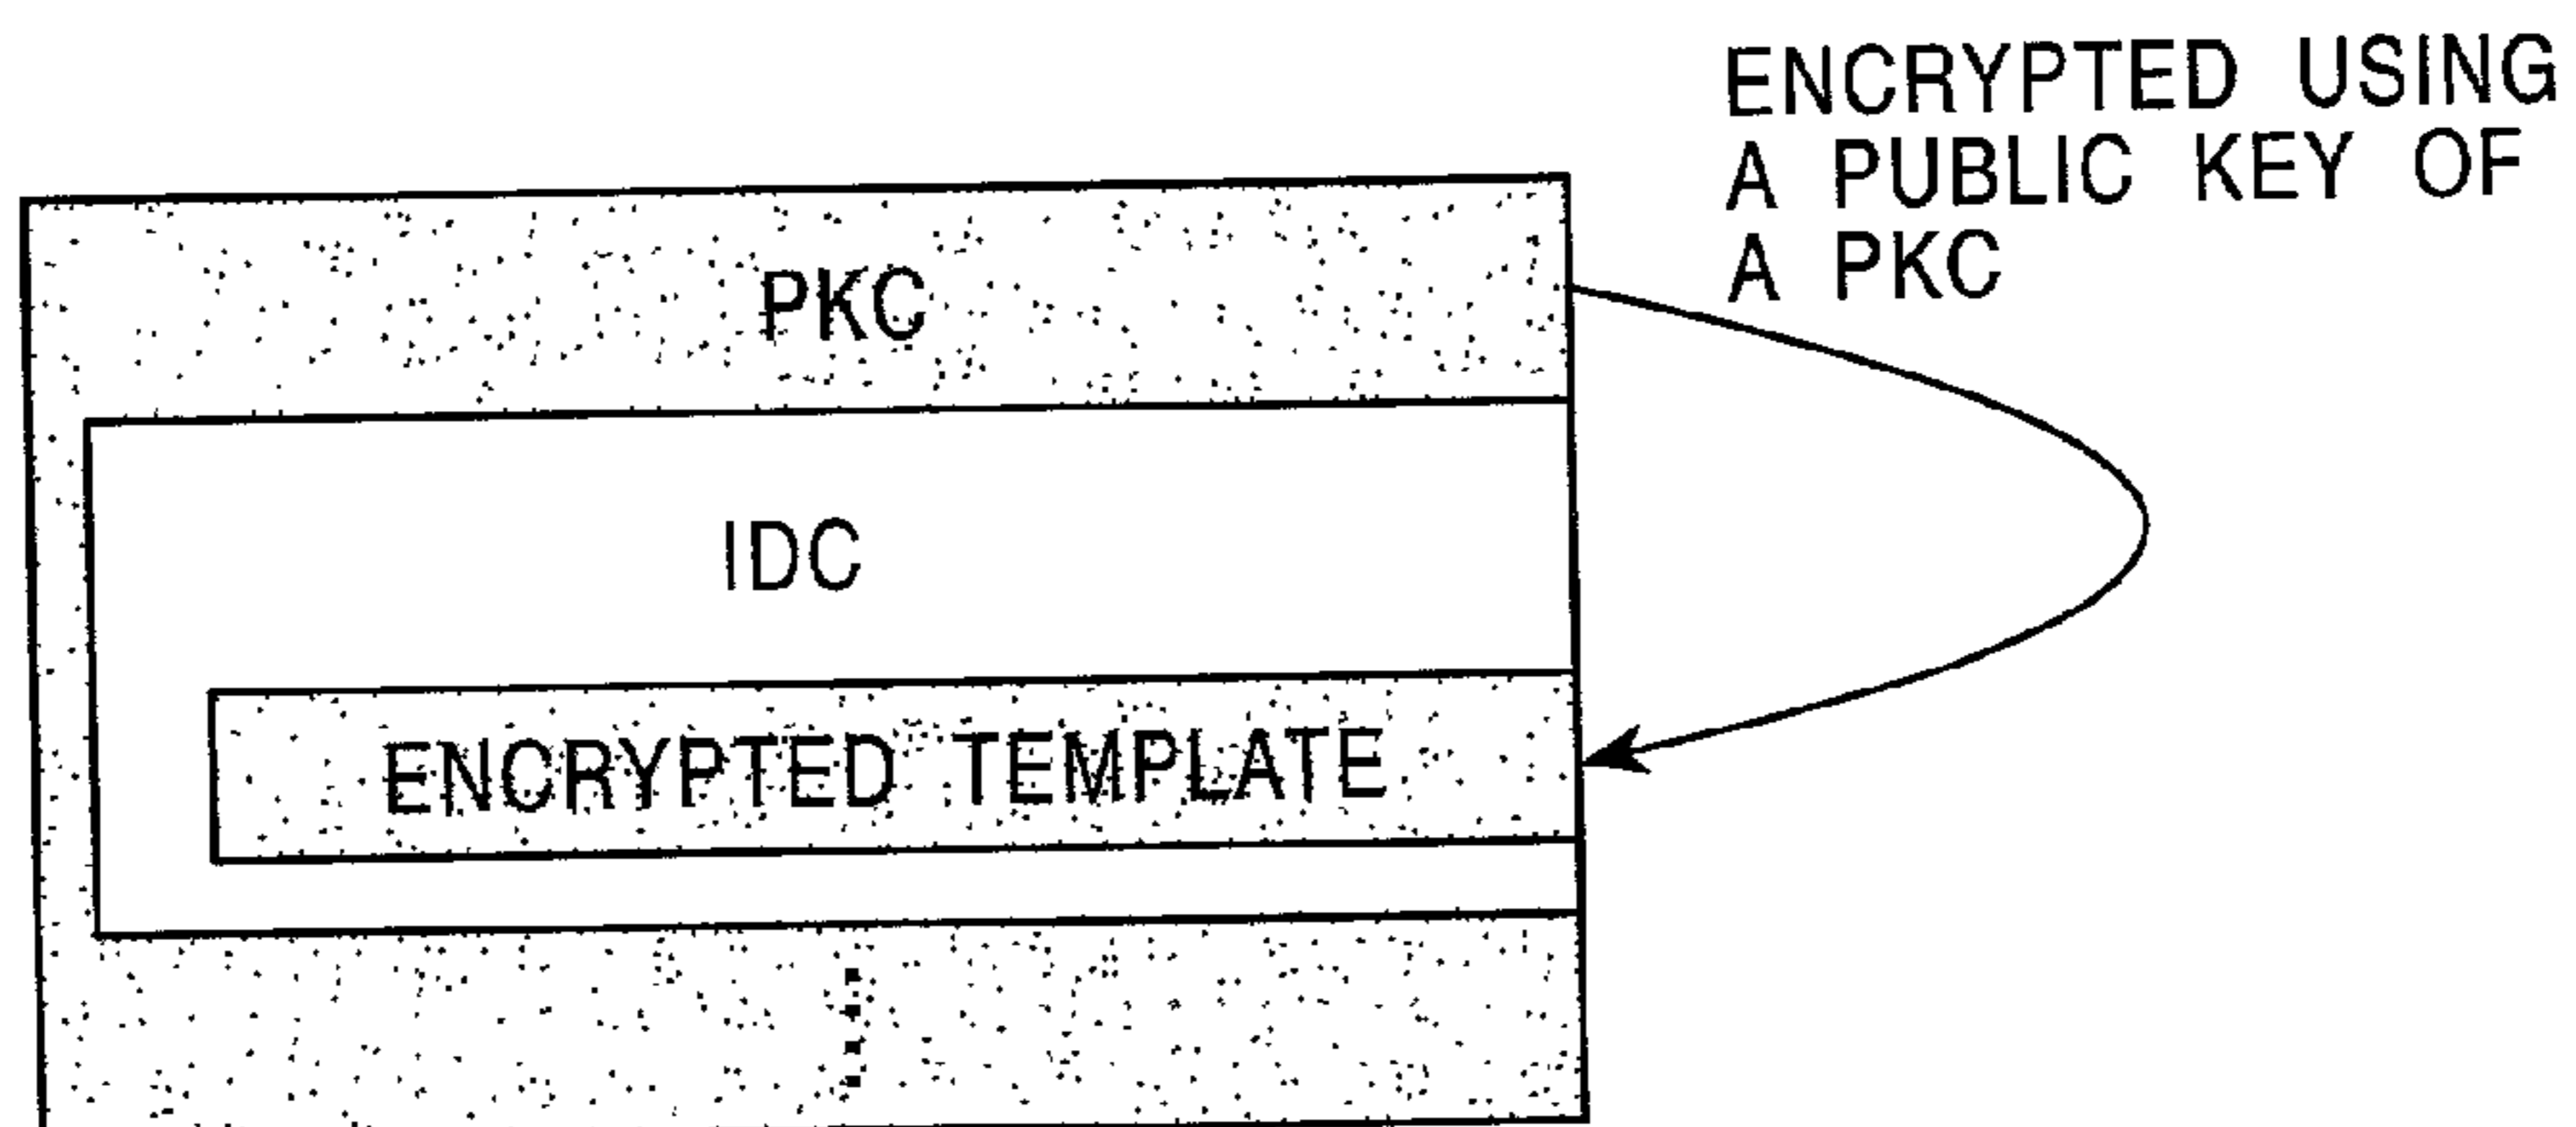 ENCRYPTED USING
A PUBLIC KEY OF
A PKC
PKC
IDC
ENCRYPTED TEMPLATE